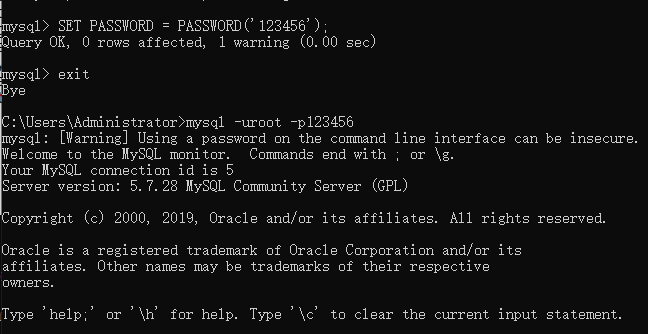 mysql> SET PASSWORD = PASSWORD('123456');
Query OK, 0 rows affected, 1 warning (0.00 sec)
mysql> exit
Bye
C:\Users\Administrator>mysql -uroot -p123456
mysql: [Warning] Using a password on the command line interface can be insecure.
Welcome to the MySQL monitor.  Commands end with ; or \g.
Your MySQL connection id is 5
Server version: 5.7.28 MySQL Community Server (GPL)
Copyright (c) 2000, 2019, Oracle and/or its affiliates. All rights reserved.
Oracle is a registered trademark of Oracle Corporation and/or its
affiliates. Other names may be trademarks of their respective
owners.
Type 'help;' or '\h' for help. Type '\c' to clear the current input statement.